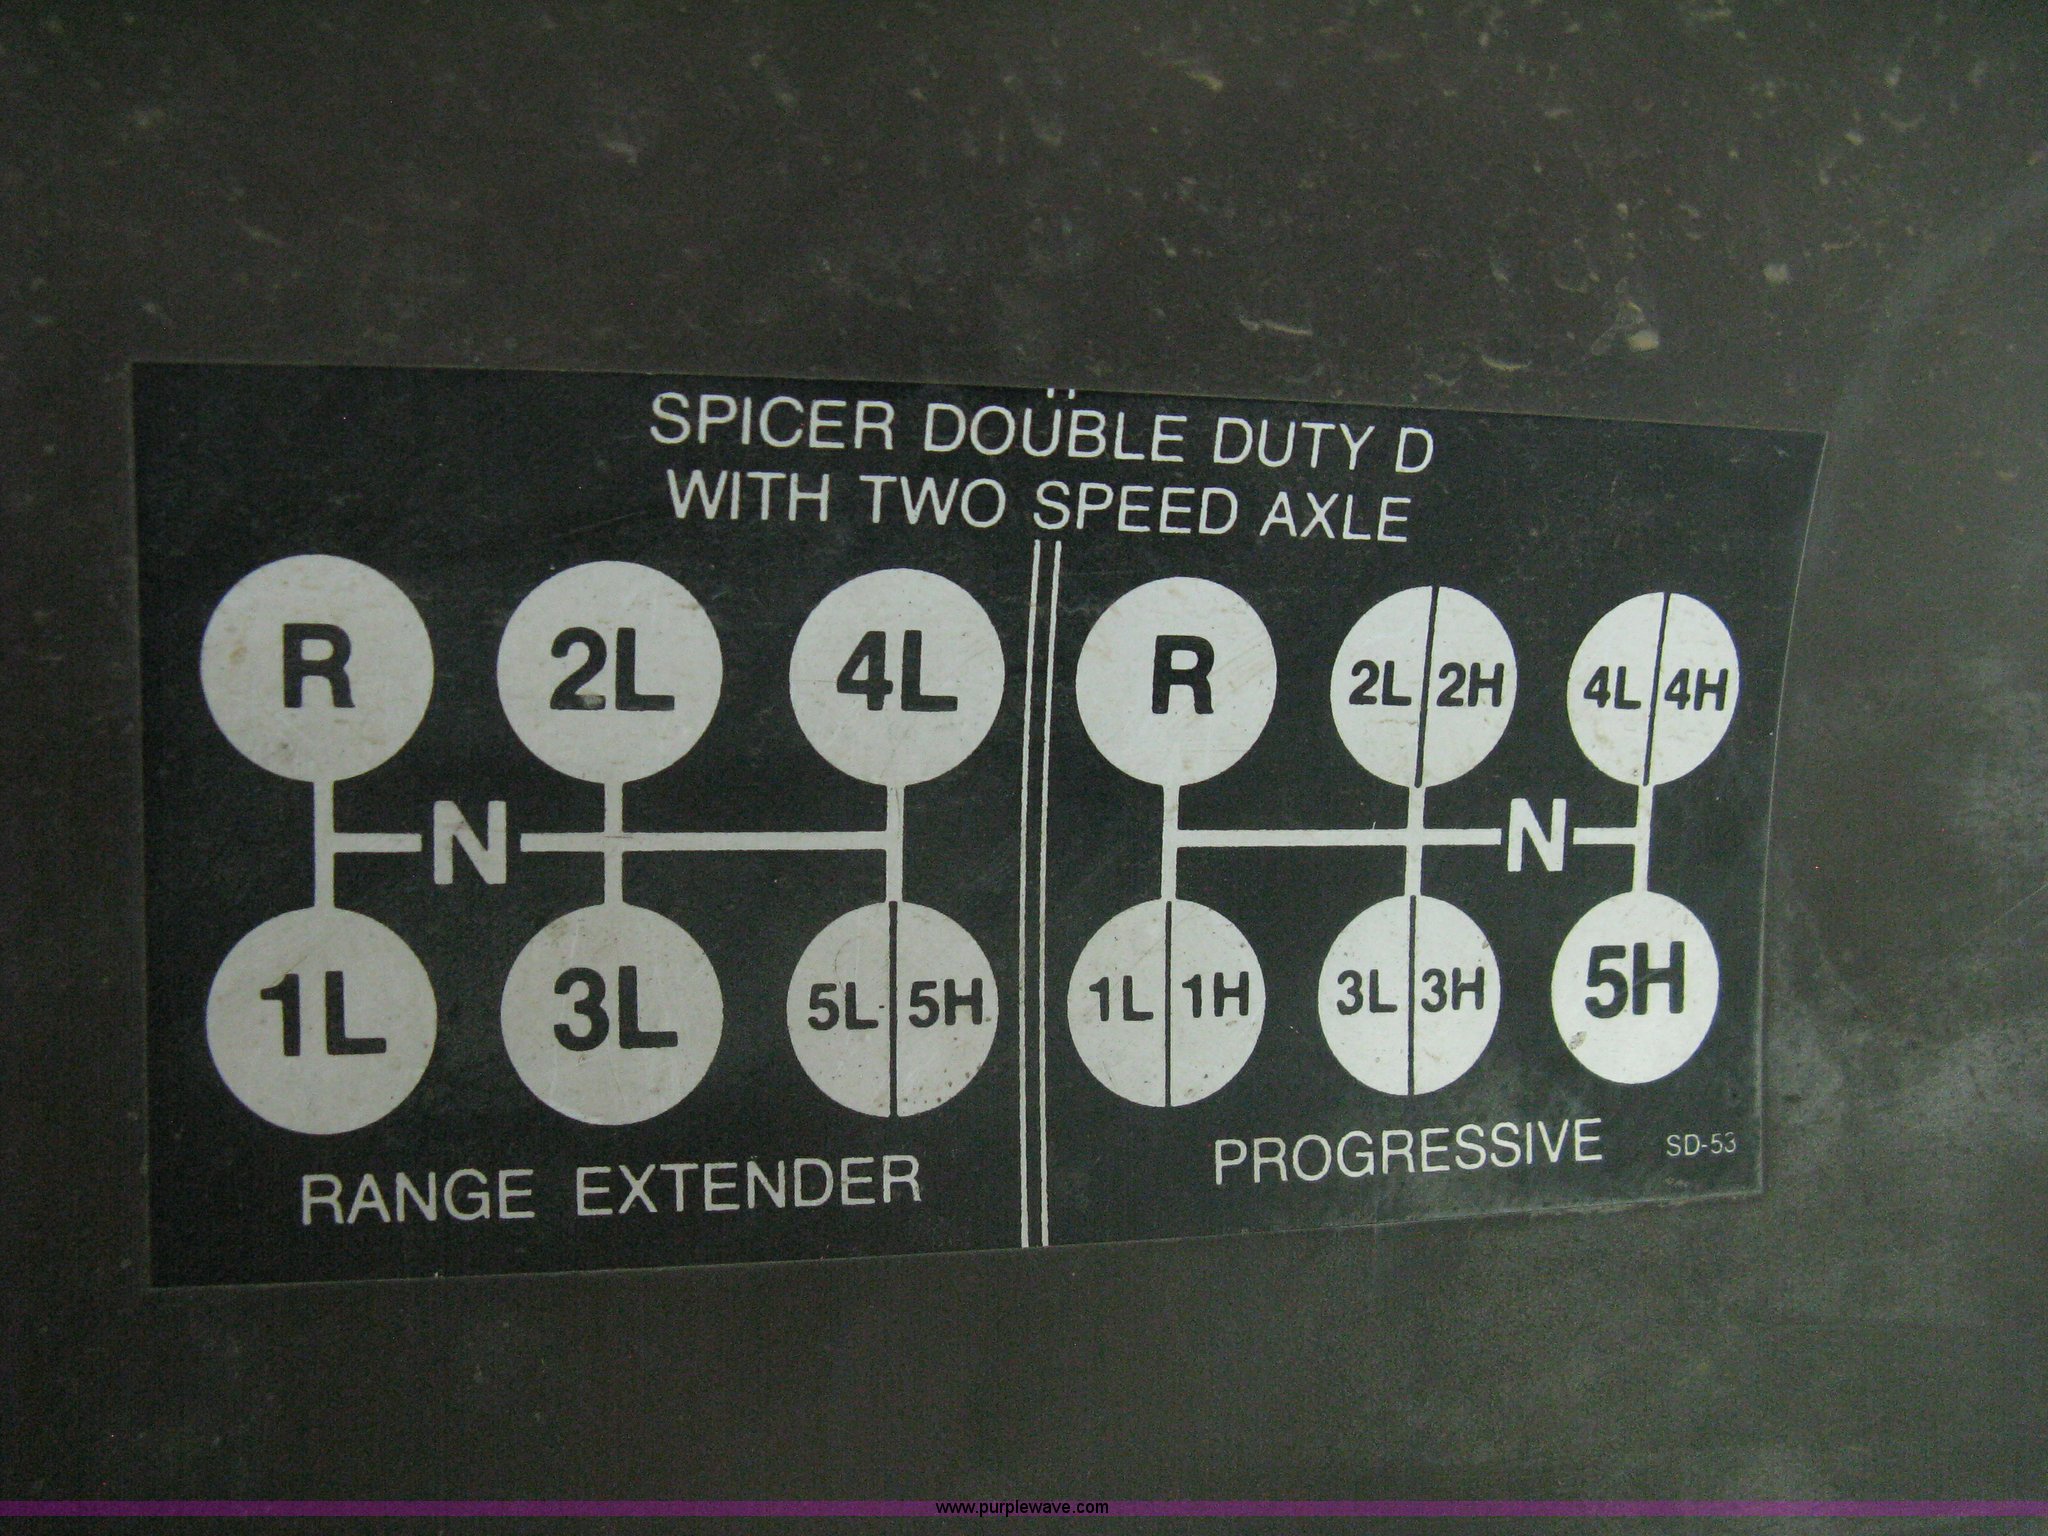 SPICER DOUBLE DUTY D
WITH TWO SPEED AXLE
R 2L 4L
N
1L 3L 5L 5H
RANGE EXTENDER
R 2L 2H 4L 4H
N
1L 1H 3L 3H 5H
PROGRESSIVE
SD-53
www.purplewave.com